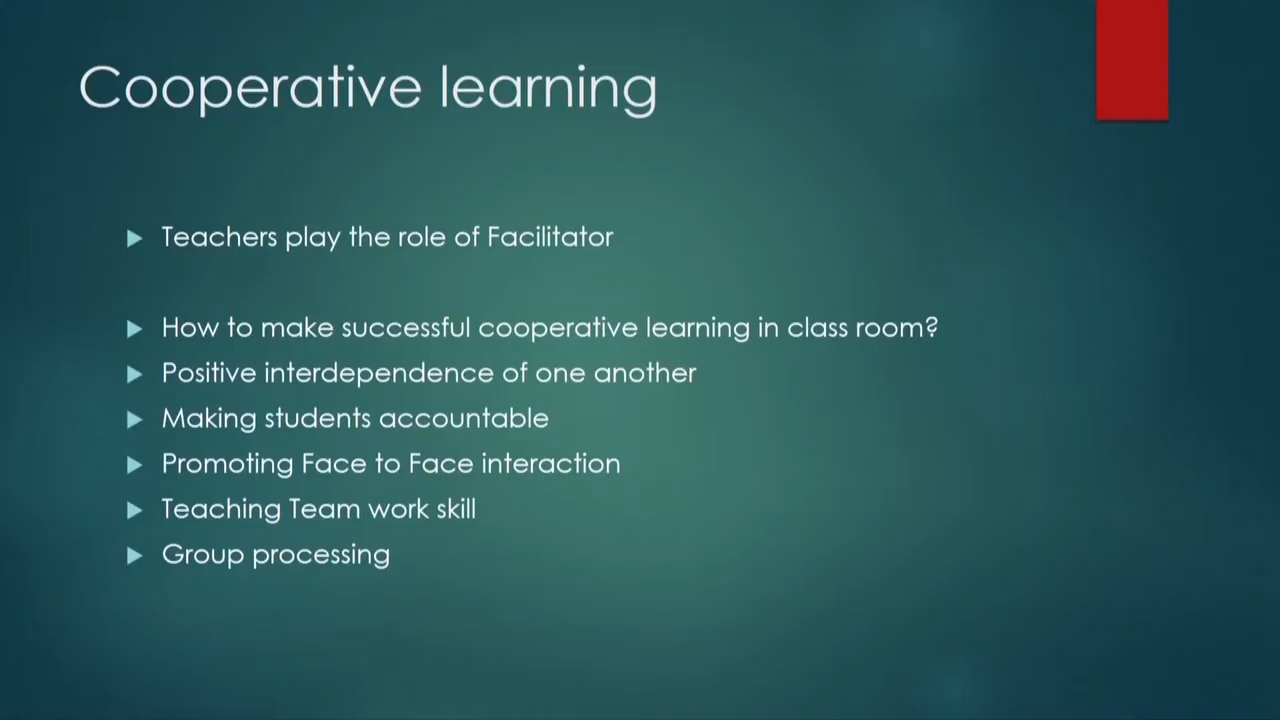 Cooperative learning
Teachers play the role of Facilitator
How to make successful cooperative learning in class room?
Positive interdependence of one another
Making students accountable
Promoting Face to Face interaction
Teaching Team work skill
Group processing